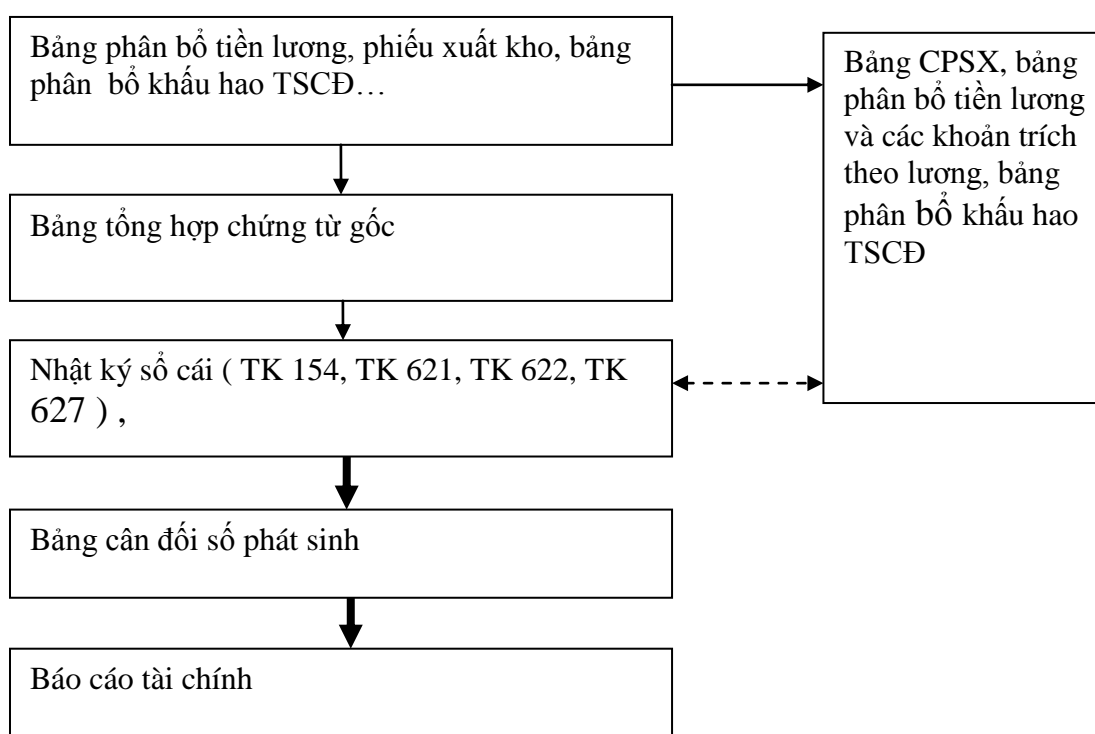 Bảng phân bổ tiền lương, phiếu xuất kho, bảng
phân bổ khấu hao TSCĐ…
Bảng CPSX, bảng
phân bổ tiền lương
và các khoản trích
theo lương, bảng
phân bổ khấu hao
TSCĐ
Bảng tổng hợp chứng từ gốc
Nhật ký sổ cái ( TK 154, TK 621, TK 622, TK
627 ) ,
Bảng cân đối số phát sinh
Báo cáo tài chính